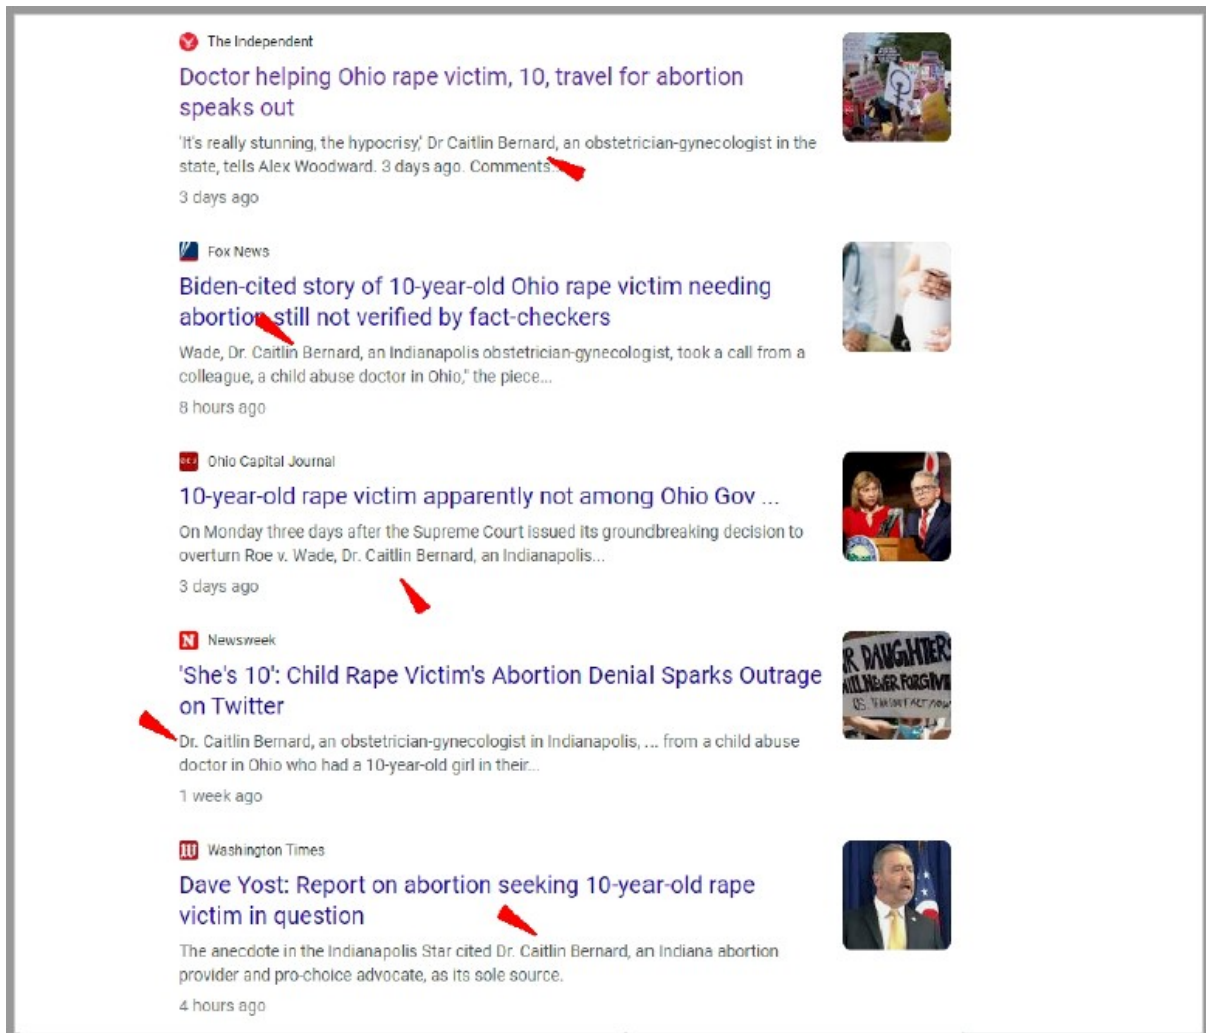 The Independent
Doctor helping Ohio rape victim, 10, travel for abortion
speaks out
'It's really stunning, the hypocrisy,' Dr Caitlin Bernard, an obstetrician-gynecologist in the
state, tells Alex Woodward. 3 days ago. Comments...
3 days ago
Fox News
Biden-cited story of 10-year-old Ohio rape victim needing
abortion still not verified by fact-checkers
Wade, Dr. Caitlin Bernard, an Indianapolis obstetrician-gynecologist, took a call from a
colleague, a child abuse doctor in Ohio," the piece...
8 hours ago
OCJ
Ohio Capital Journal
10-year-old rape victim apparently not among Ohio Gov ...
On Monday three days after the Supreme Court issued its groundbreaking decision to
overturn Roe v. Wade, Dr. Caitlin Bernard, an Indianapolis...
3 days ago
N
Newsweek
'She's 10': Child Rape Victim's Abortion Denial Sparks Outrage
on Twitter
R DAUGHTERS
WILL NEVER FORGIVE
Dr. Caitlin Bernard, an obstetrician-gynecologist in Indianapolis, ... from a child abuse
doctor in Ohio who had a 10-year-old girl in their...
1 week ago
W
Washington Times
Dave Yost: Report on abortion seeking 10-year-old rape
victim in question
The anecdote in the Indianapolis Star cited Dr. Caitlin Bernard, an Indiana abortion
provider and pro-choice advocate, as its sole source.
4 hours ago